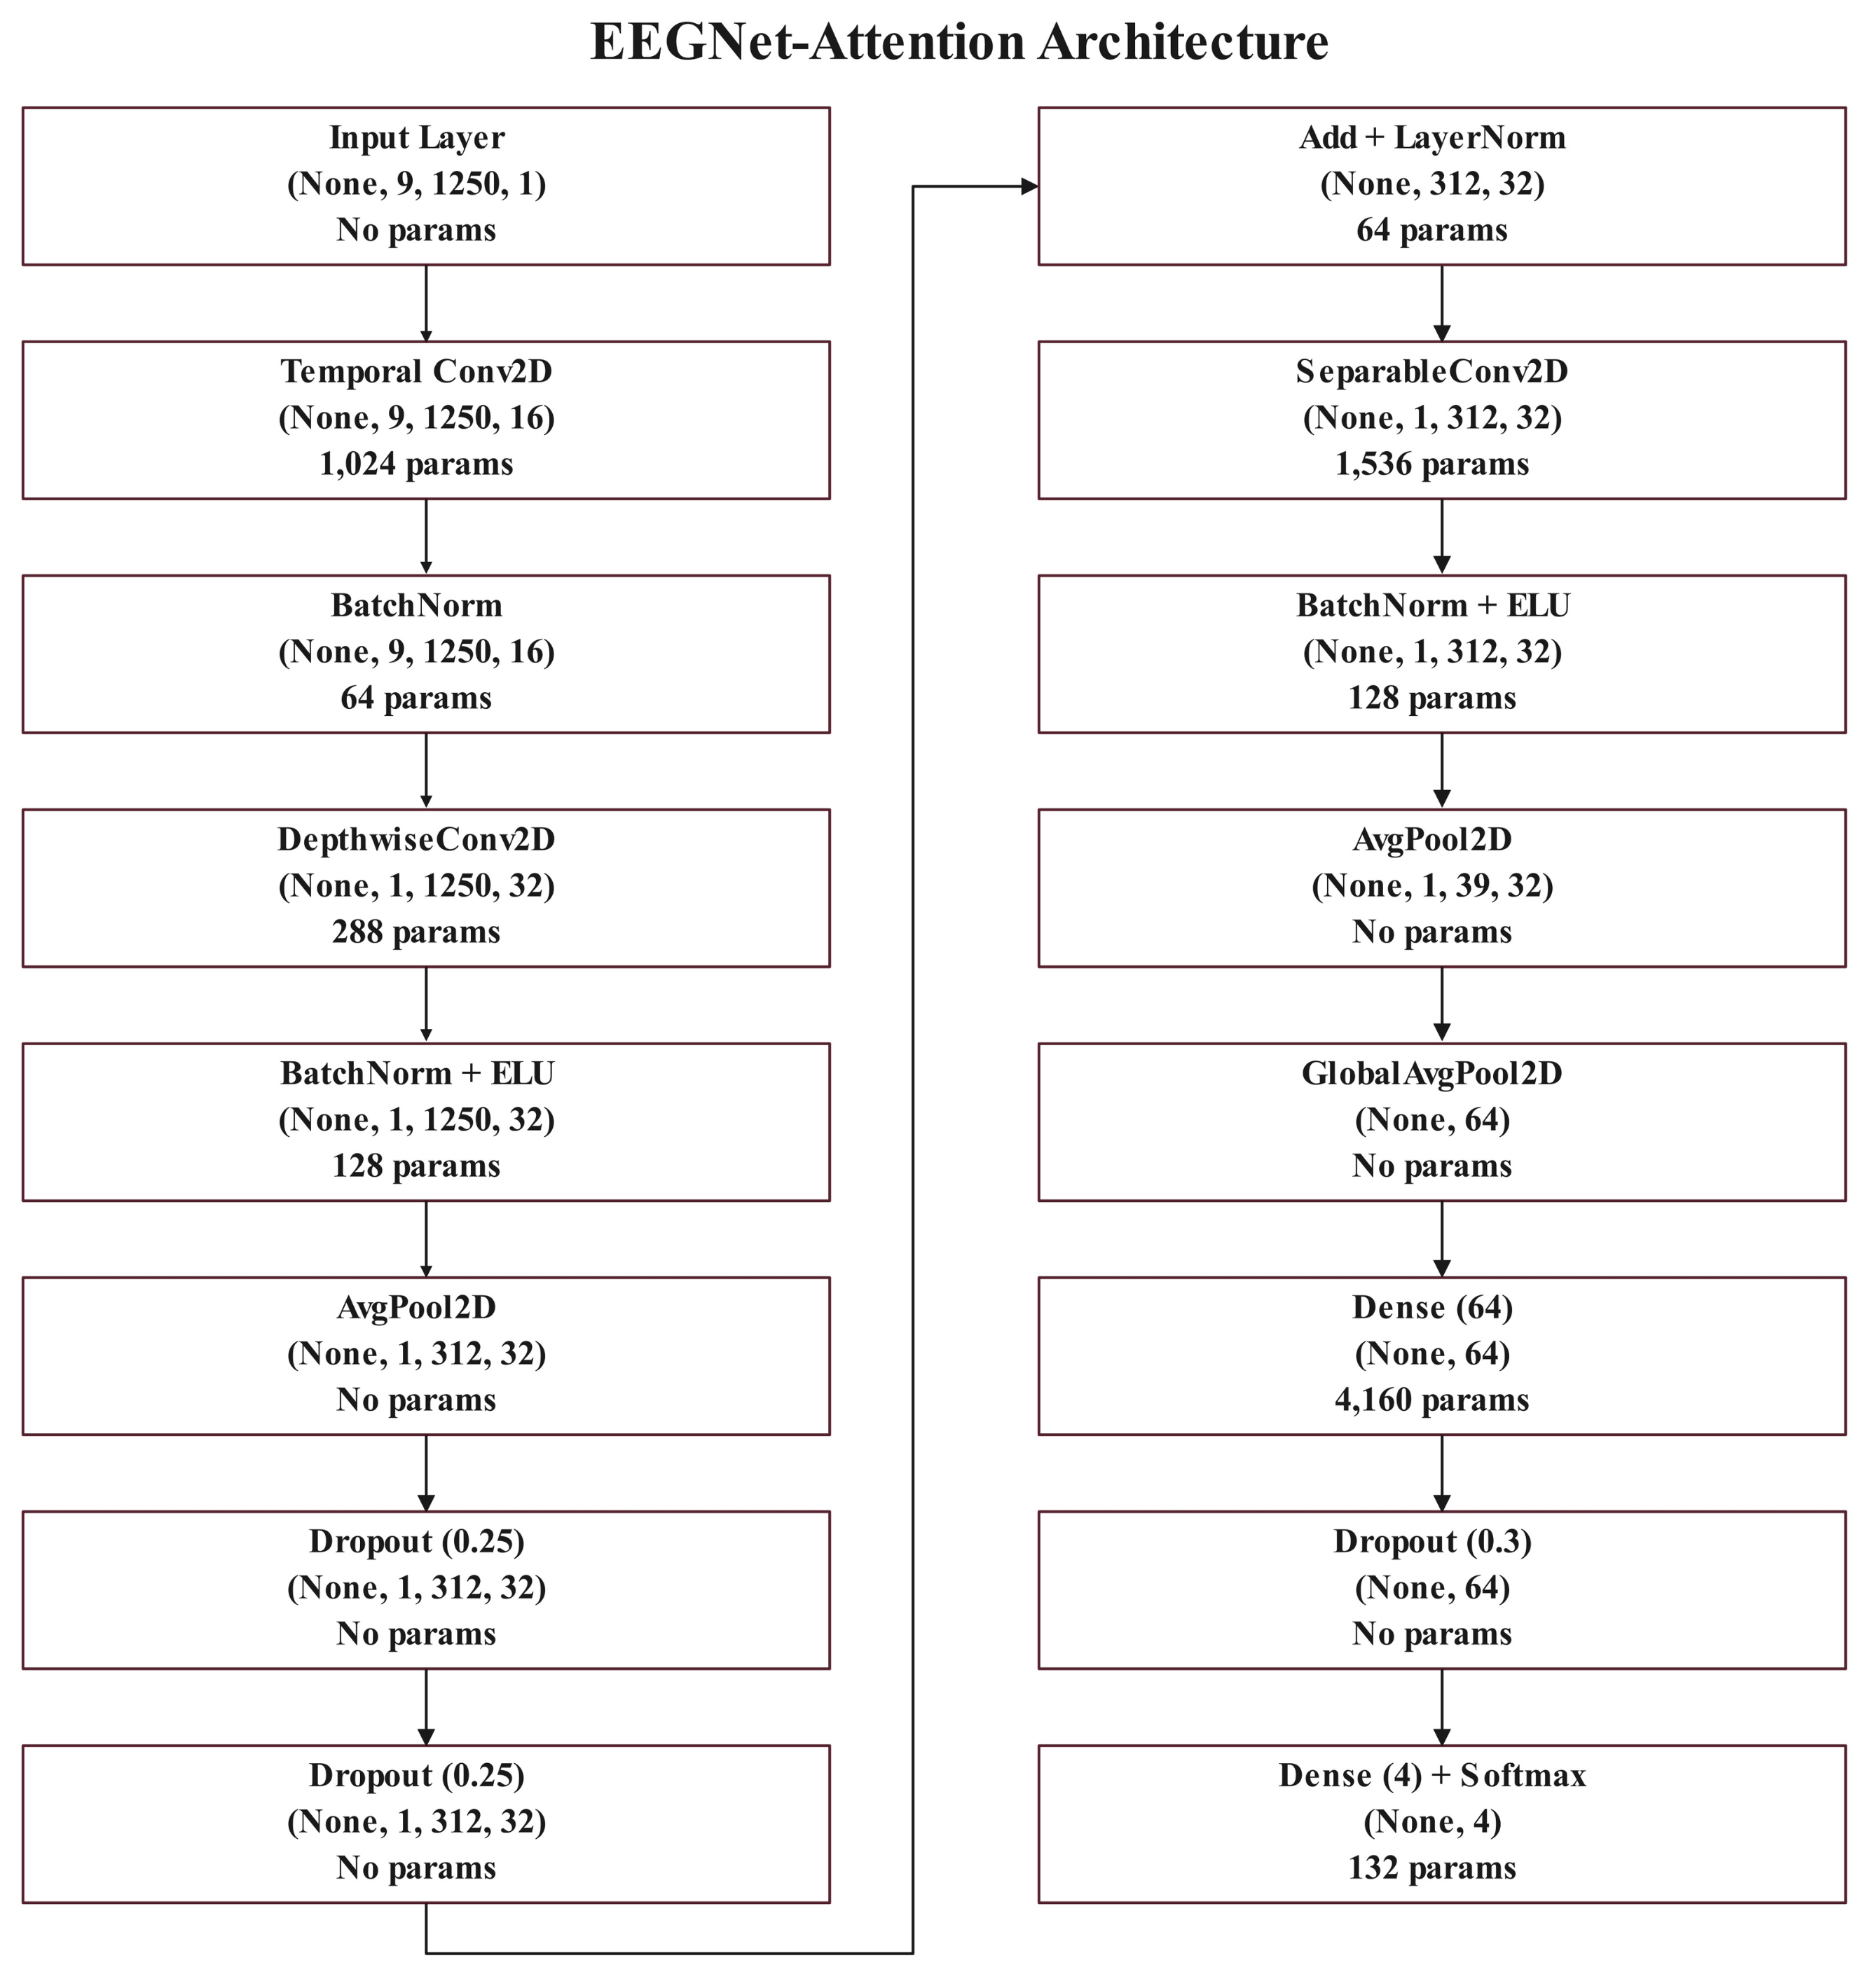 EEGNet-Attention Architecture
Input Layer
(None, 9, 1250, 1)
No params
Temporal Conv2D
(None, 9, 1250, 16)
1,024 params
BatchNorm
(None, 9, 1250, 16)
64 params
DepthwiseConv2D
(None, 1, 1250, 32)
288 params
BatchNorm + ELU
(None, 1, 1250, 32)
128 params
AvgPool2D
(None, 1, 312, 32)
No params
Dropout (0.25)
(None, 1, 312, 32)
No params
Dropout (0.25)
(None, 1, 312, 32)
No params
Add + LayerNorm
(None, 312, 32)
64 params
SeparableConv2D
(None, 1, 312, 32)
1,536 params
BatchNorm + ELU
(None, 1, 312, 32)
128 params
AvgPool2D
(None, 1, 39, 32)
No params
GlobalAvgPool2D
(None, 64)
No params
Dense (64)
(None, 64)
4,160 params
Dropout (0.3)
(None, 64)
No params
Dense (4) + Softmax
(None, 4)
132 params